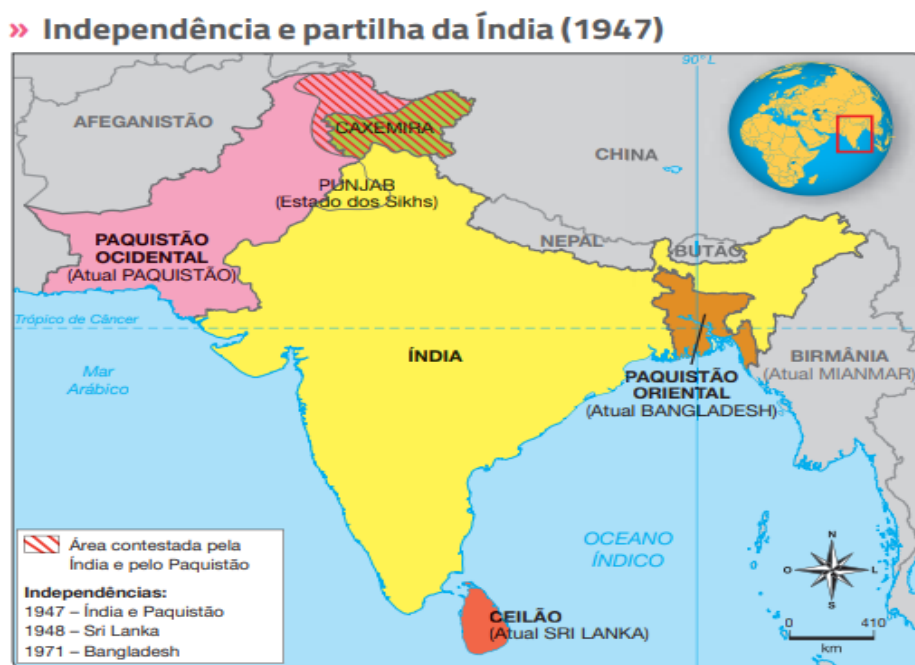 » Independência e partilha da Índia (1947)
90° L
AFEGANISTÃO
CAXEMIRA
CHINA
PUNJAB
(Estado dos Sikhs)
PAQUISTÃO
OCIDENTAL
(Atual PAQUISTÃO)
NEPAL
BUTÃO
Trópico de Câncer
Mar
Arábico
ÍNDIA
PAQUISTÃO
ORIENTAL
(Atual BANGLADESH)
BIRMÂNIA
(Atual MIANMAR)
OCEANO
ÍNDICO
CEILÃO
(Atual SRI LANKA)
Área contestada pela
Índia e pelo Paquistão
Independências:
1947 – Índia e Paquistão
1948 – Sri Lanka
1971 – Bangladesh
N
O
L
S
0 410
km